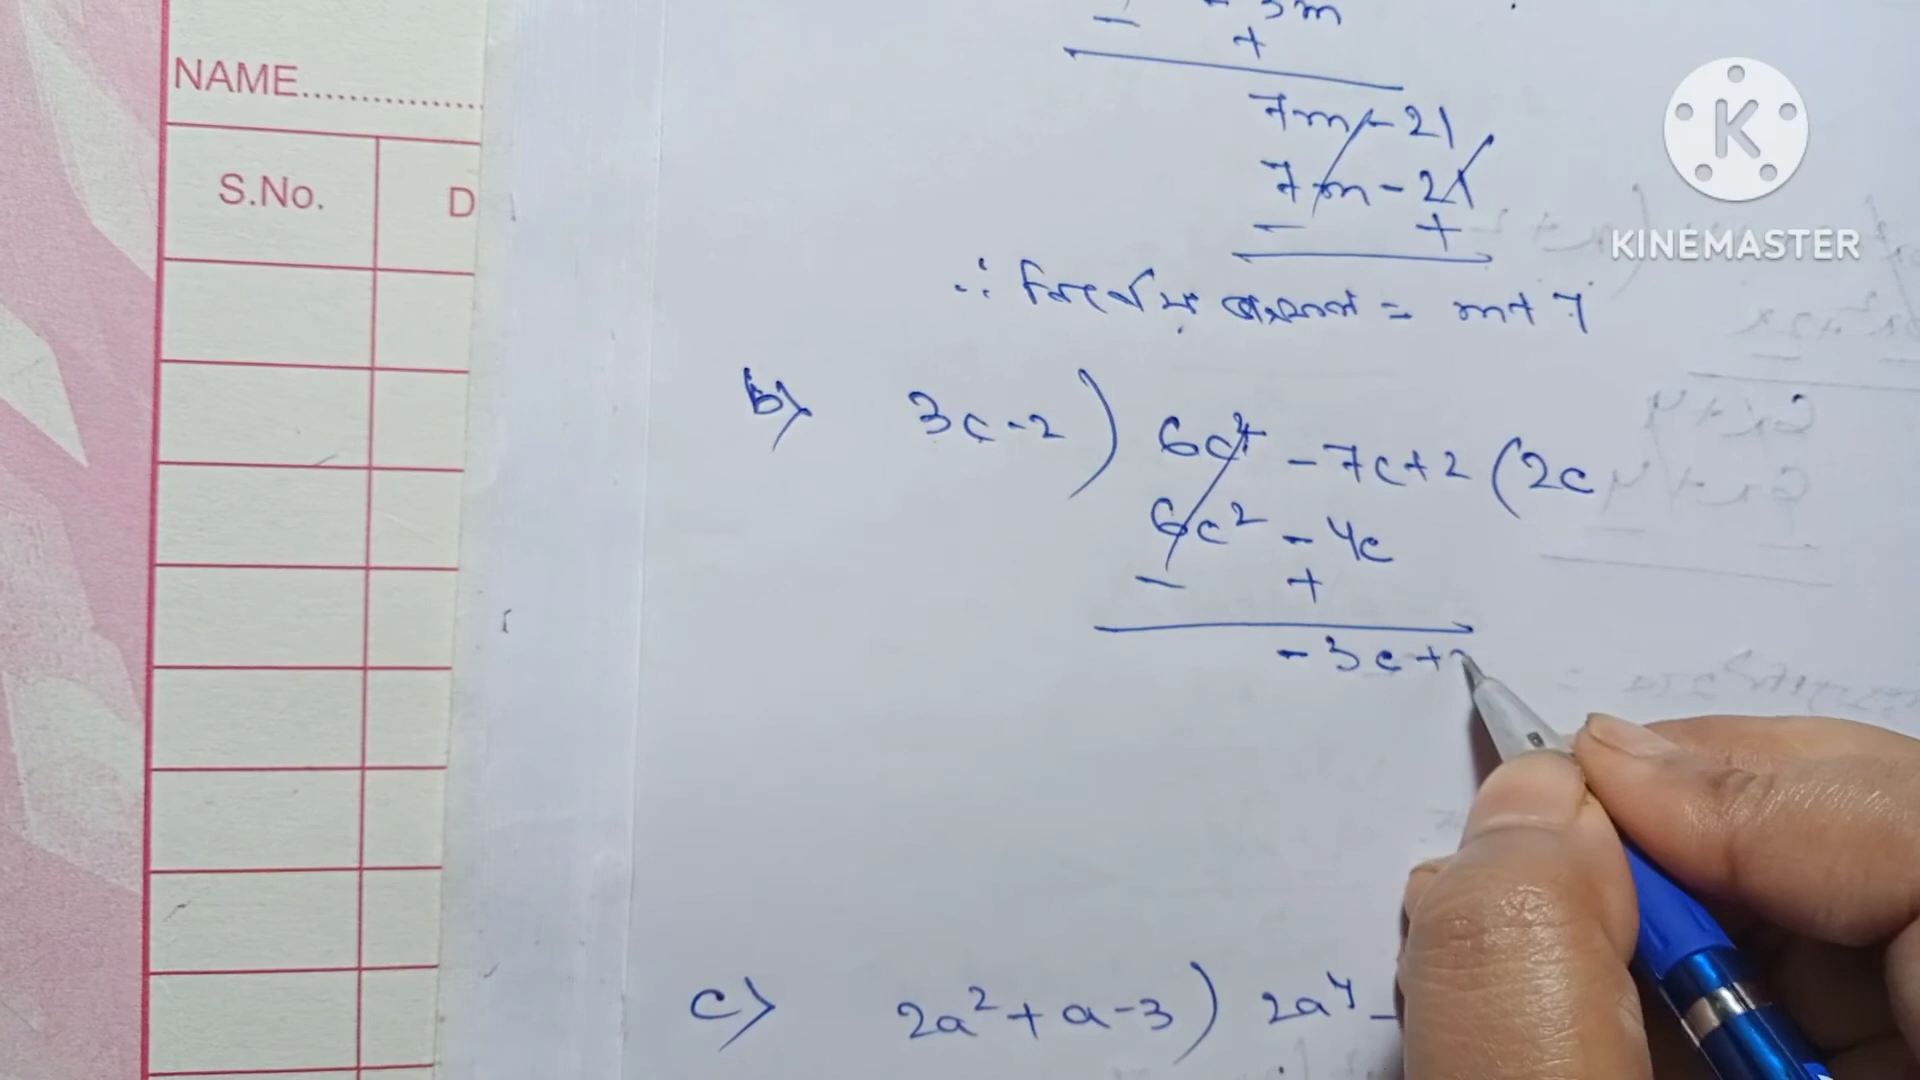 NAME................
S.No. D
- 3m
- +
7m - 21
7m - 21
- +
∴ নির্ণেয় = m + 7
b) 3c - 2 ) 6c² - 7c + 2 ( 2c
6c² - 4c
- +
- 3c +
c) 2a² + a - 3 ) 2a⁴ -
KINEMASTER